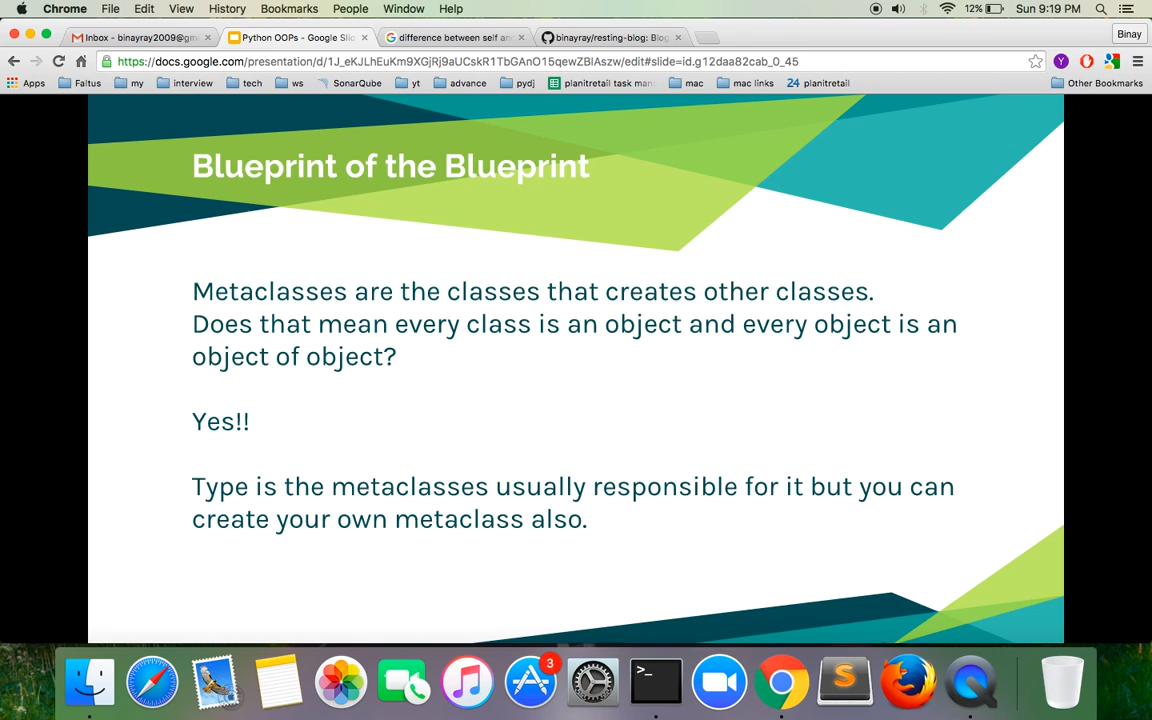 Chrome File Edit View History Bookmarks People Window Help 12% Sun 9:19 PM
Inbox - binayray2009@gm Python OOPs - Google Slid difference between self an binayray/resting-blog: Blog Binay
https://docs.google.com/presentation/d/1J_eKJLhEuKm9XGjRj9aUCskR1TbGAnO15qewZBIAszw/edit#slide=id.g12daa82cab_0_45
Apps Faltus my interview tech ws SonarQube yt advance pydj planitretail task man mac mac links 24 planitretail Other Bookmarks
Blueprint of the Blueprint
Metaclasses are the classes that creates other classes.
Does that mean every class is an object and every object is an
object of object?
Yes!!
Type is the metaclasses usually responsible for it but you can
create your own metaclass also.
3